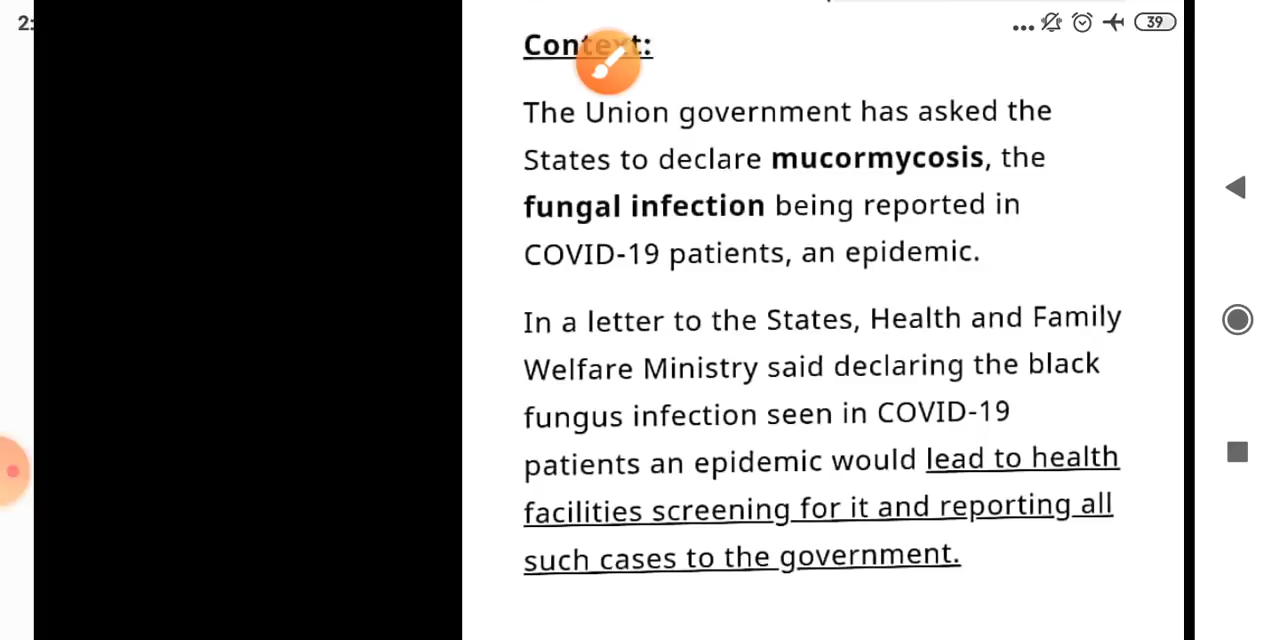 2:
39
Context:
The Union government has asked the
States to declare mucormycosis, the
fungal infection being reported in
COVID-19 patients, an epidemic.
In a letter to the States, Health and Family
Welfare Ministry said declaring the black
fungus infection seen in COVID-19
patients an epidemic would lead to health
facilities screening for it and reporting all
such cases to the government.